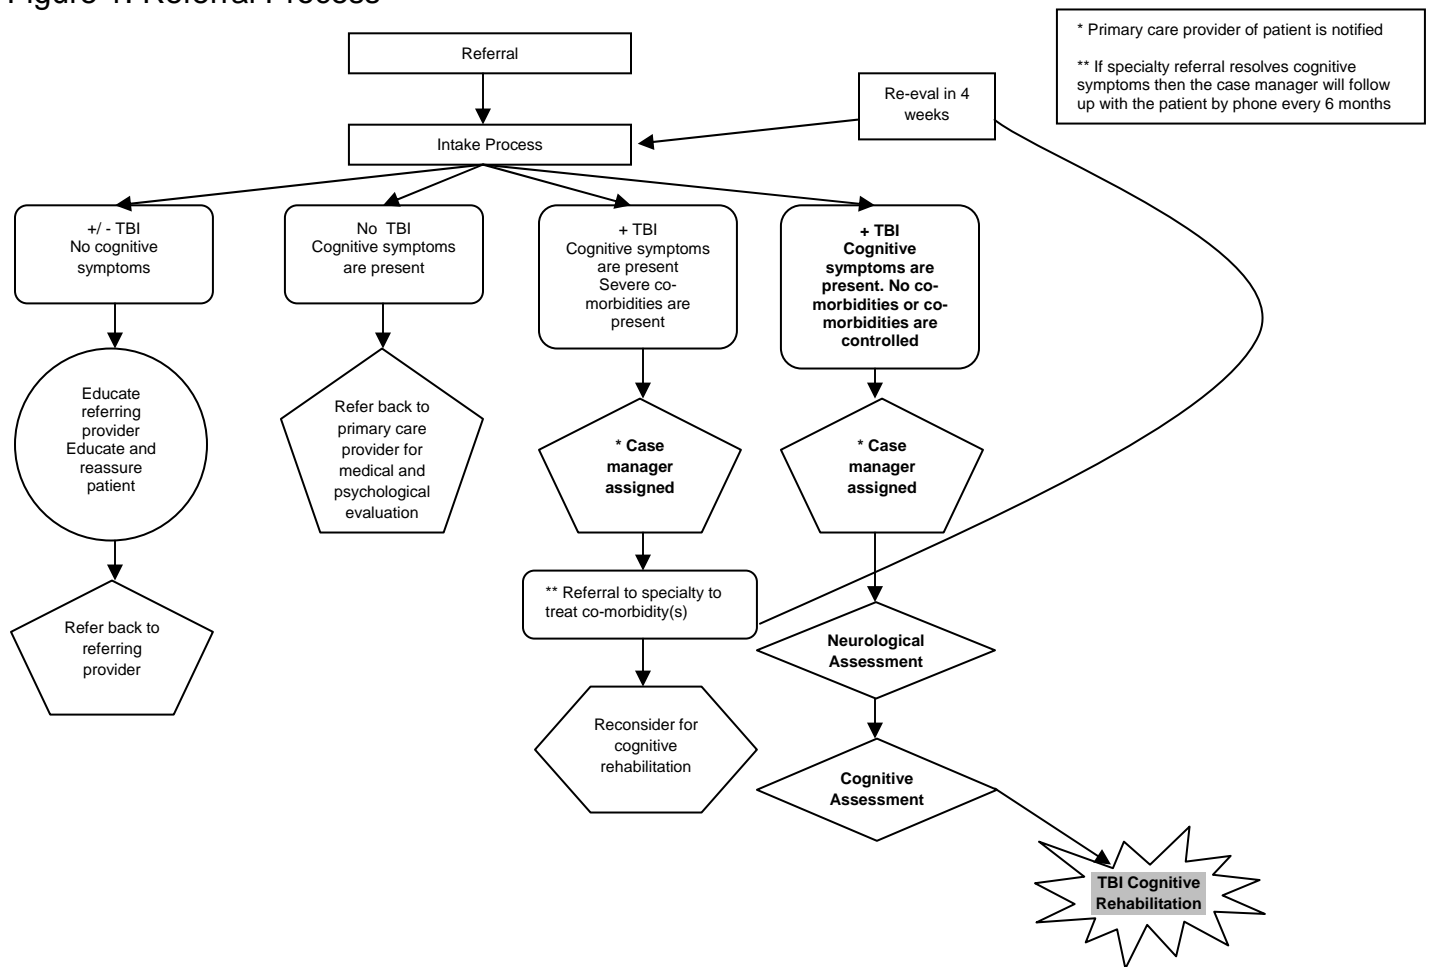 Figure 1. Referral Process
* Primary care provider of patient is notified
** If specialty referral resolves cognitive
symptoms then the case manager will follow
up with the patient by phone every 6 months
Referral
Re-eval in 4
weeks
Intake Process
+/ - TBI
No cognitive
symptoms
No TBI
Cognitive symptoms
are present
+ TBI
Cognitive symptoms
are present
Severe co-
morbidities are
present
+ TBI
Cognitive
symptoms are
present. No co-
morbidities or co-
morbidities are
controlled
Educate
referring
provider
Educate and
reassure
patient
Refer back to
primary care
provider for
medical and
psychological
evaluation
* Case
manager
assigned
* Case
manager
assigned
** Referral to specialty to
treat co-morbidity(s)
Refer back to
referring
provider
Neurological
Assessment
Reconsider for
cognitive
rehabilitation
Cognitive
Assessment
TBI Cognitive
Rehabilitation